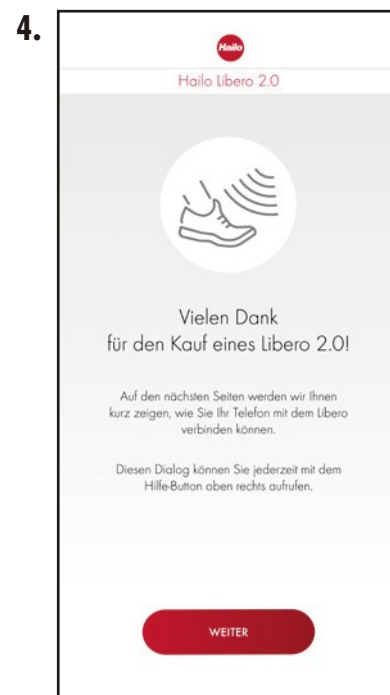 4.
Hailo
Hailo Libero 2.0
Vielen Dank
für den Kauf eines Libero 2.0!
Auf den nächsten Seiten werden wir Ihnen
kurz zeigen, wie Sie Ihr Telefon mit dem Libero
verbinden können.
Diesen Dialog können Sie jederzeit mit dem
Hilfe-Button oben rechts aufrufen.
WEITER